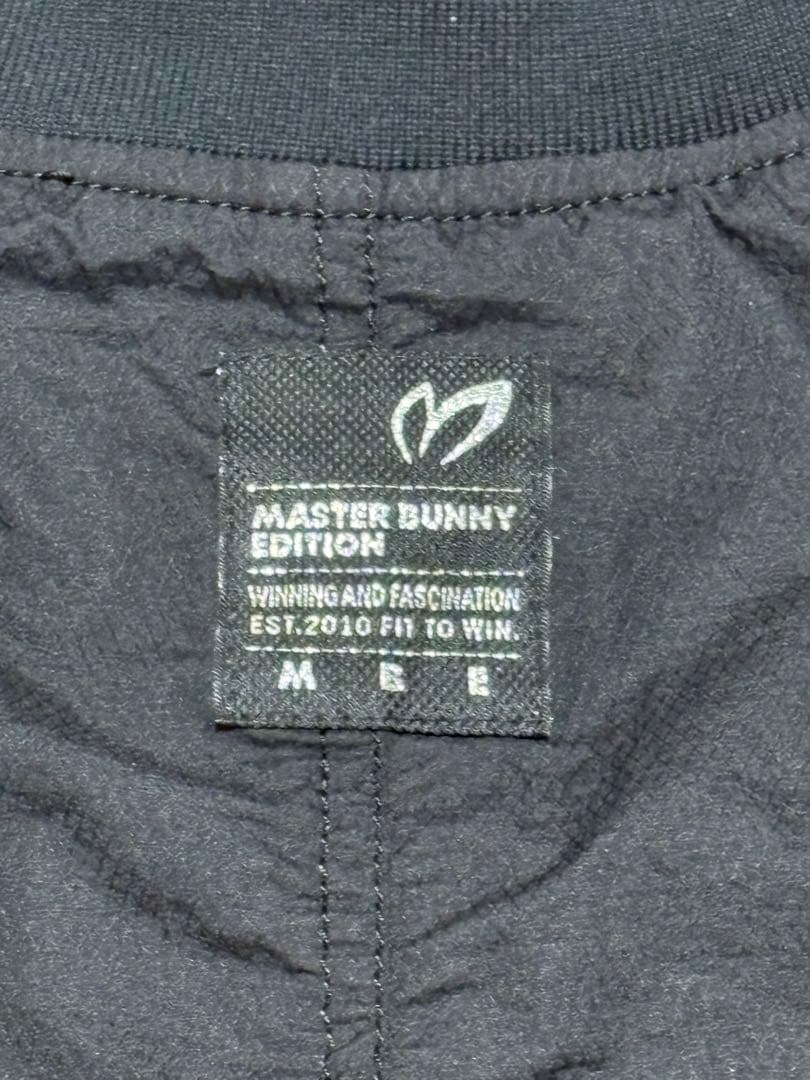 MASTER BUNNY
EDITION
WINNING AND FASCINATION
EST.2010 FIT TO WIN.
M B E